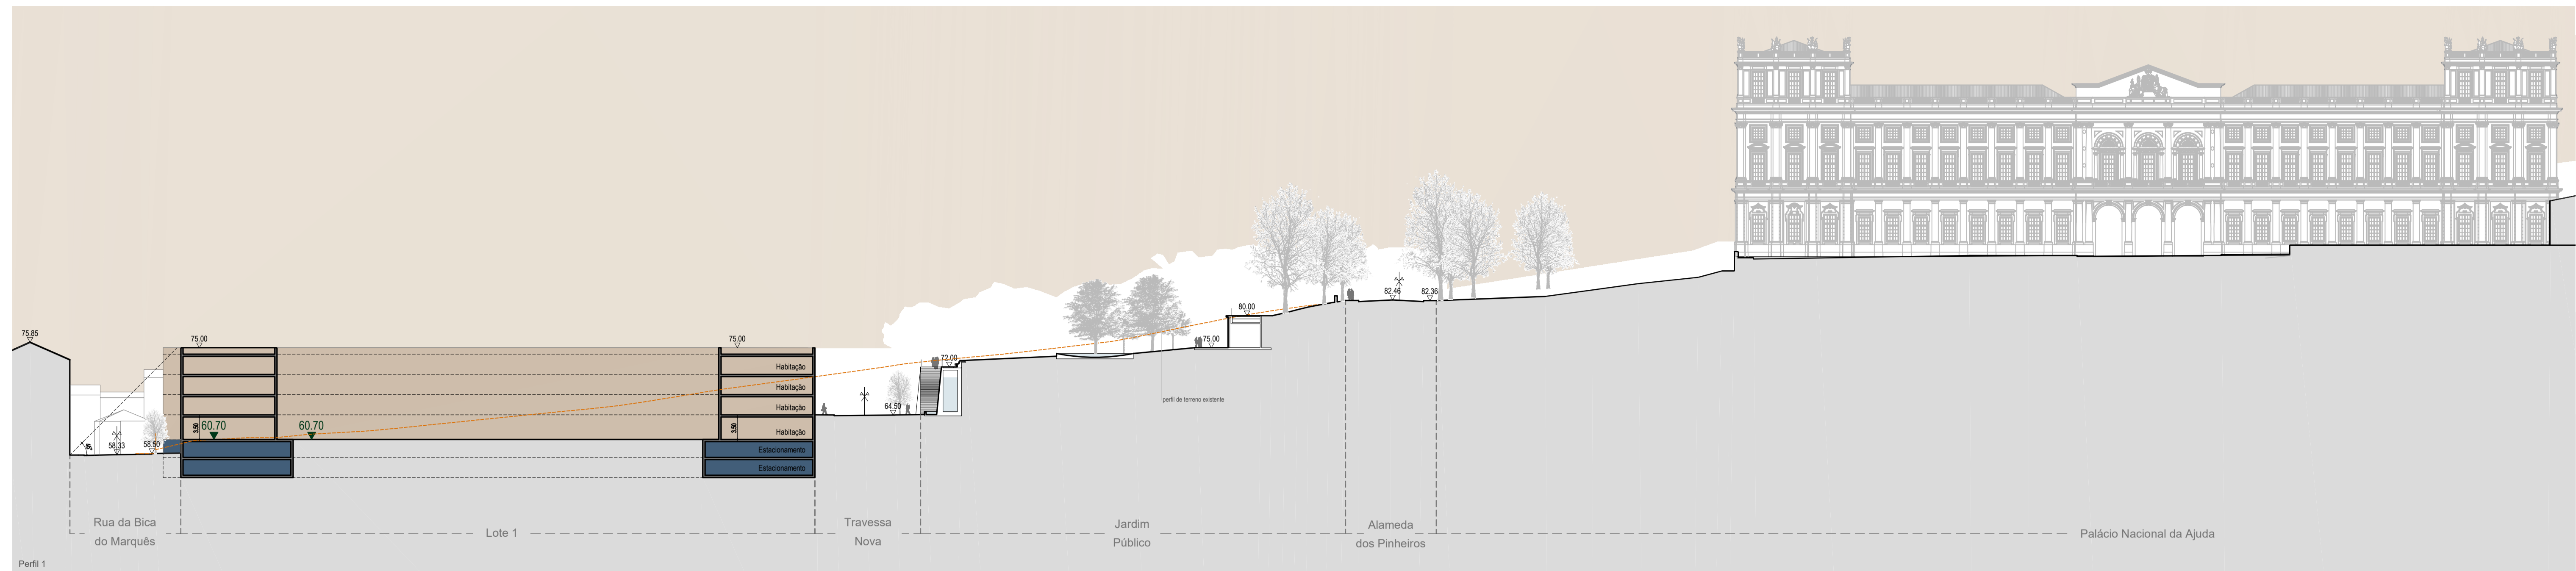 75.85
75.00
75.00
80.00
82.46
82.36
75.00
72.00
64.50
Habitação
Habitação
Habitação
Habitação
3.50
60.70
60.70
3.50
58.33
58.50
45°
Estacionamento
Estacionamento
perfil de terreno existente
Rua da Bica
do Marquês
Lote 1
Travessa
Nova
Jardim
Público
Alameda
dos Pinheiros
Palácio Nacional da Ajuda
Perfil 1